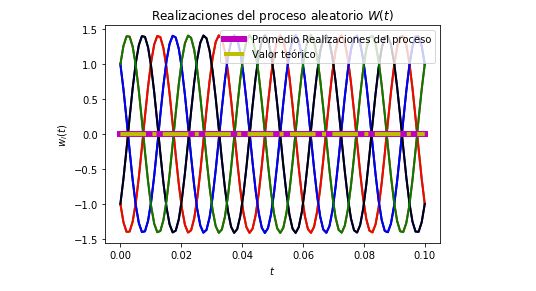 Realizaciones del proceso aleatorio W(t)
Promedio Realizaciones del proceso
Valor teórico
1.5
1.0
0.5
0.0
−0.5
−1.0
−1.5
wᵢ(t)
0.00 0.02 0.04 0.06 0.08 0.10
t